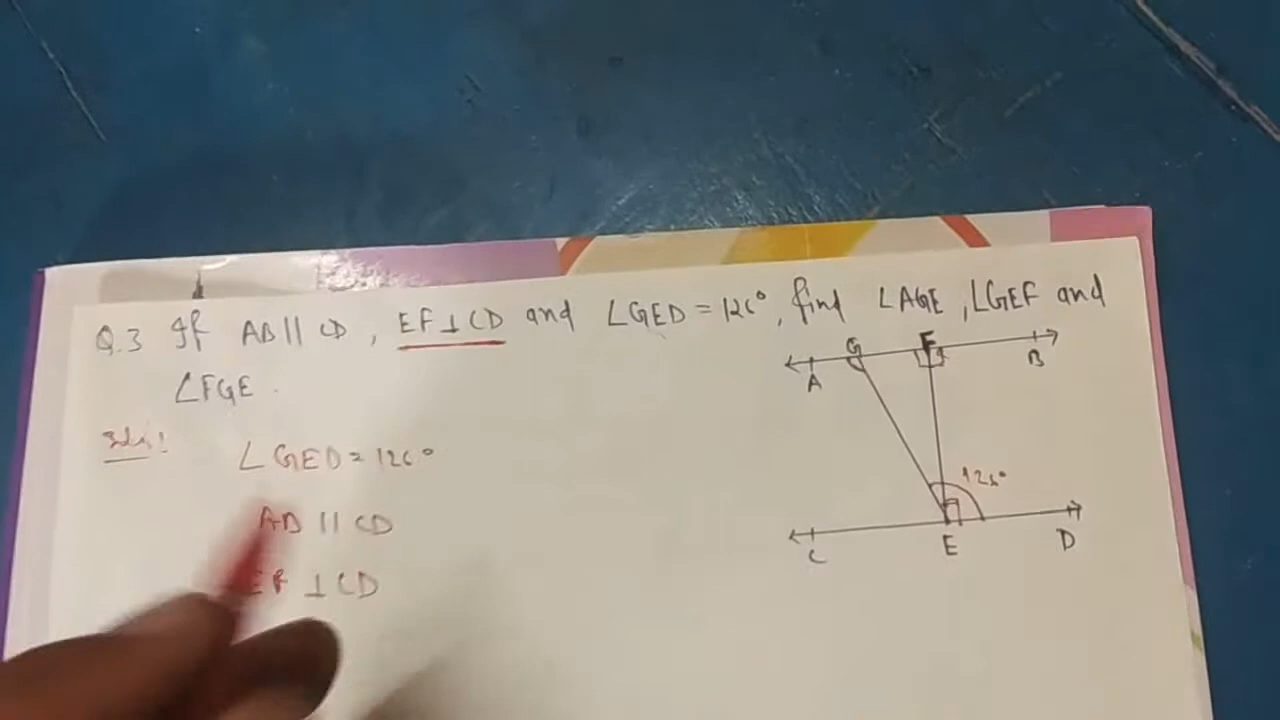 Q.3 If AB || CD, EF ⊥ CD and ∠GED = 126°, find ∠AGE, ∠GEF and
∠FGE.
Soln:
∠GED = 126°
AB || CD
EF ⊥ CD
G F
A B
126°
C E D